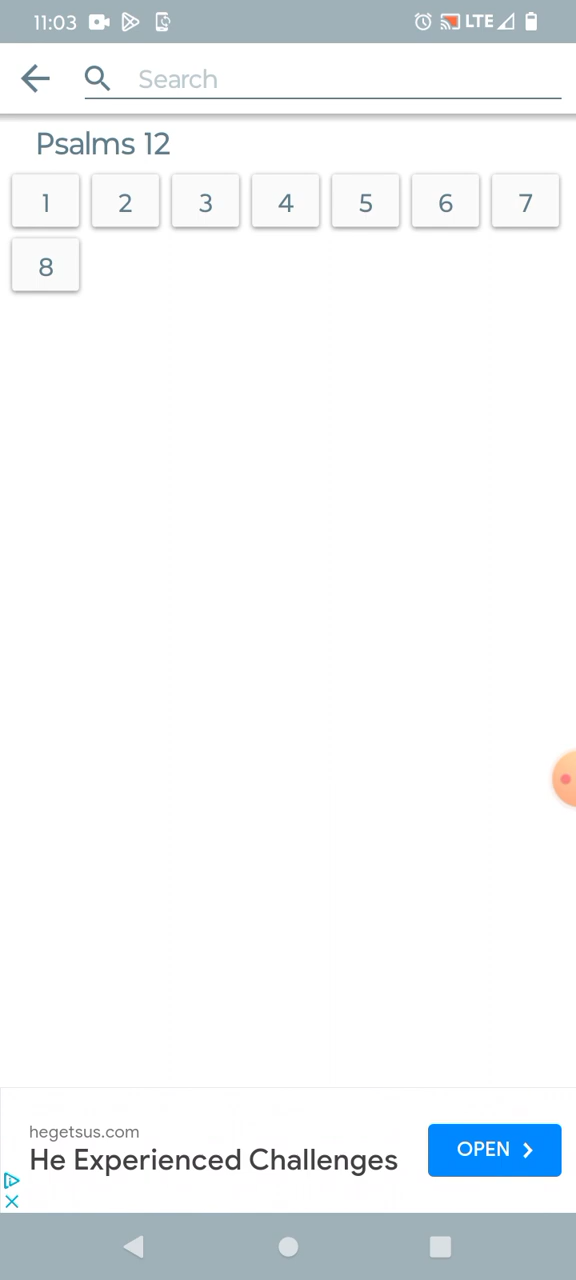 11:03 LTE
Search
Psalms 12
1 2 3 4 5 6 7
8
hegetsus.com
He Experienced Challenges
OPEN